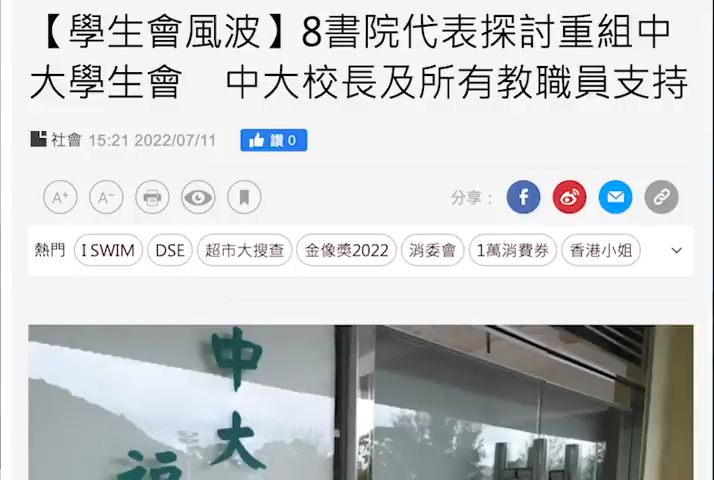 【學生會風波】8書院代表探討重組中
大學生會　中大校長及所有教職員支持
社會 15:21 2022/07/11 讚 0
A+ A- 分享：
熱門 I SWIM DSE 超市大搜查 金像獎2022 消委會 1萬消費券 香港小姐
中
大